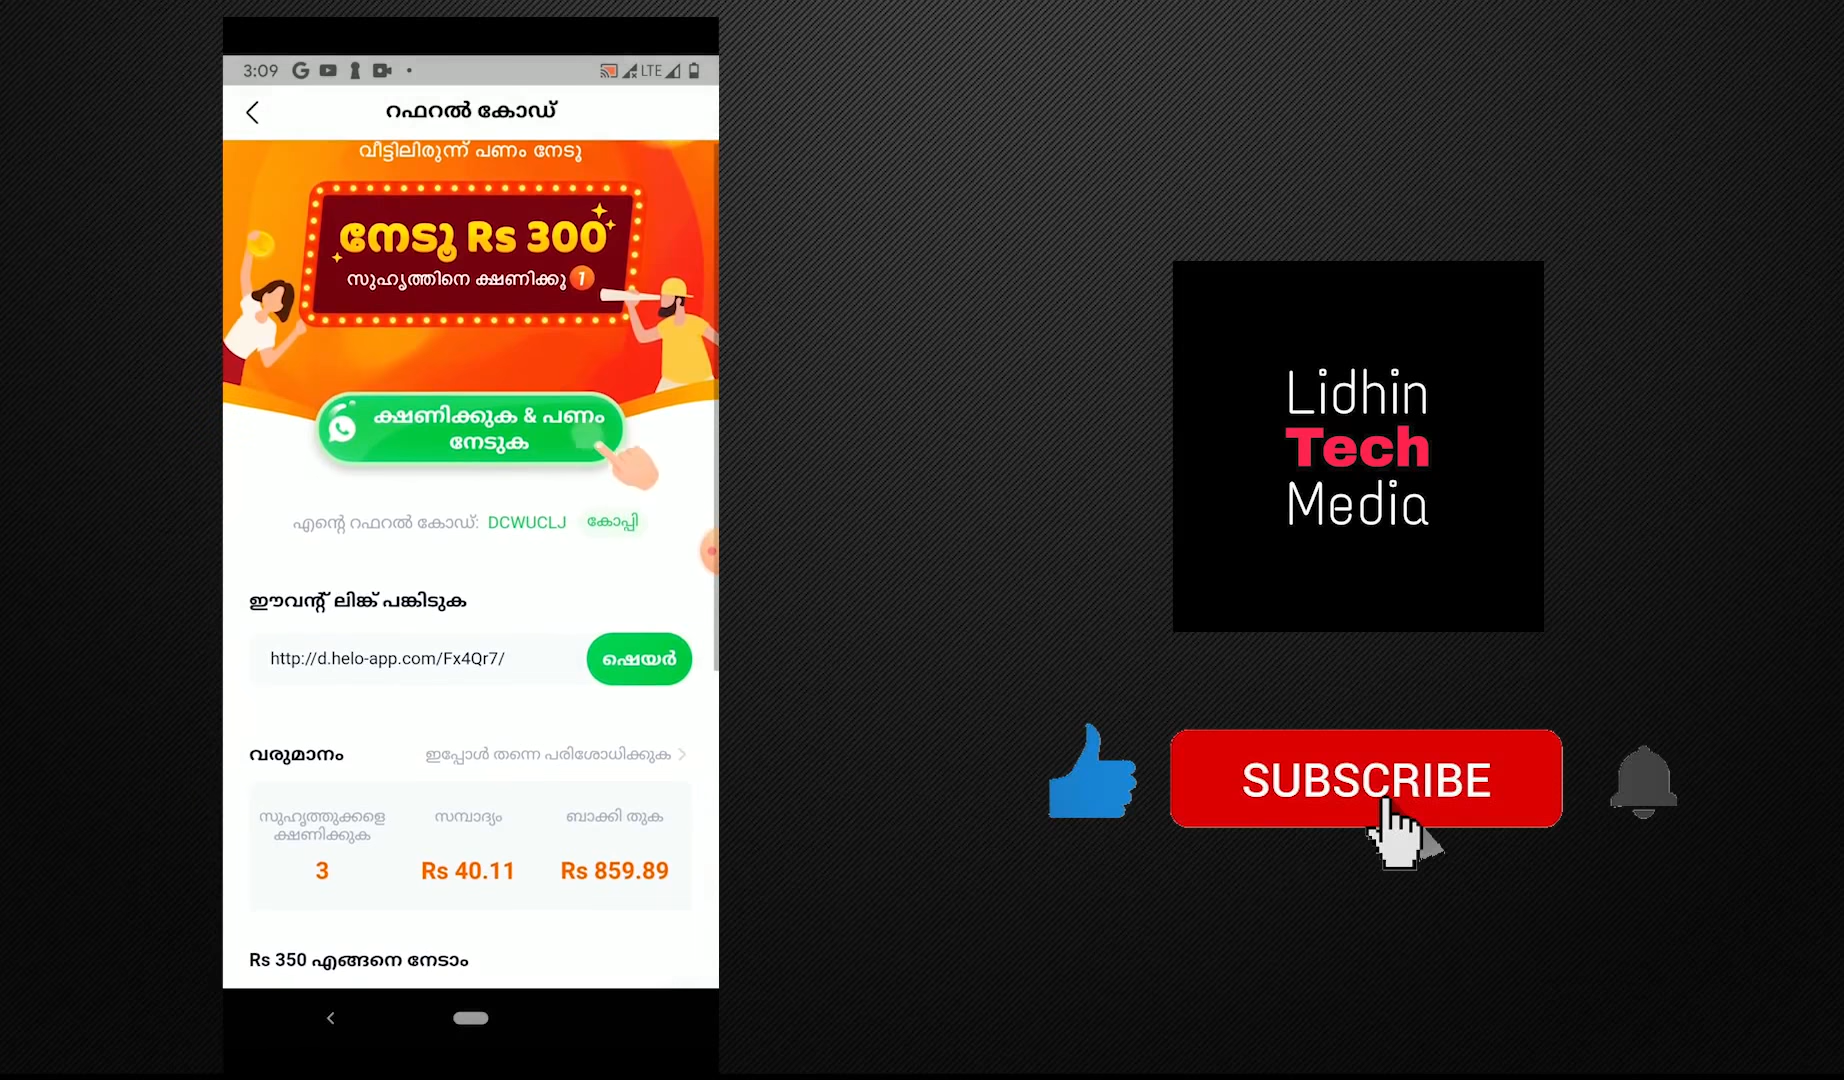 3:09
LTE
റഫറൽ കോഡ്
വീട്ടിലിരുന്ന് പണം നേടൂ
നേടൂ Rs 300
സുഹൃത്തിനെ ക്ഷണിക്കു 1
ക്ഷണിക്കുക & പണം
നേടുക
എന്റെ റഫറൽ കോഡ്: DCWUCLJ കോപ്പി
ഈവന്റ് ലിങ്ക് പങ്കിടുക
http://d.helo-app.com/Fx4Qr7/
ഷെയർ
വരുമാനം
ഇപ്പോൾ തന്നെ പരിശോധിക്കുക
സുഹൃത്തുക്കളെ
ക്ഷണിക്കുക
സമ്പാദ്യം
ബാക്കി തുക
3
Rs 40.11
Rs 859.89
Rs 350 എങ്ങനെ നേടാം
Lidhin
Tech
Media
SUBSCRIBE